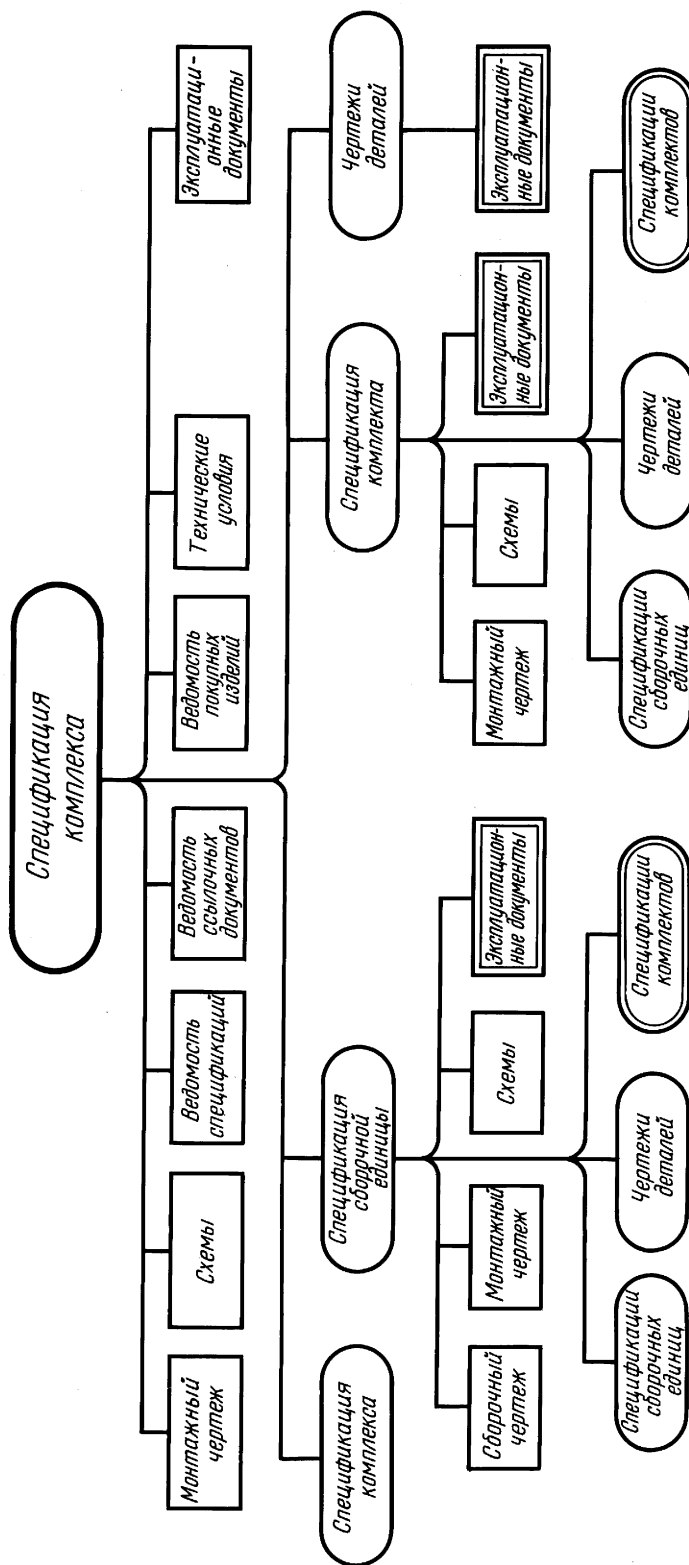 Спецификация
комплекса
Монтажный
чертеж
Схемы
Ведомость
спецификаций
Ведомость
ссылочных
документов
Ведомость
покупных
изделий
Технические
условия
Эксплуатаци-
онные
документы
Спецификация
комплекса
Спецификация
сборочной
единицы
Спецификация
комплекта
Чертежи
деталей
Сборочный
чертеж
Монтажный
чертеж
Схемы
Эксплуатацион-
ные документы
Монтажный
чертеж
Схемы
Эксплуатацион-
ные документы
Эксплуатацион-
ные документы
Спецификации
сборочных
единиц
Чертежи
деталей
Спецификации
комплектов
Спецификации
сборочных
единиц
Чертежи
деталей
Спецификации
комплектов